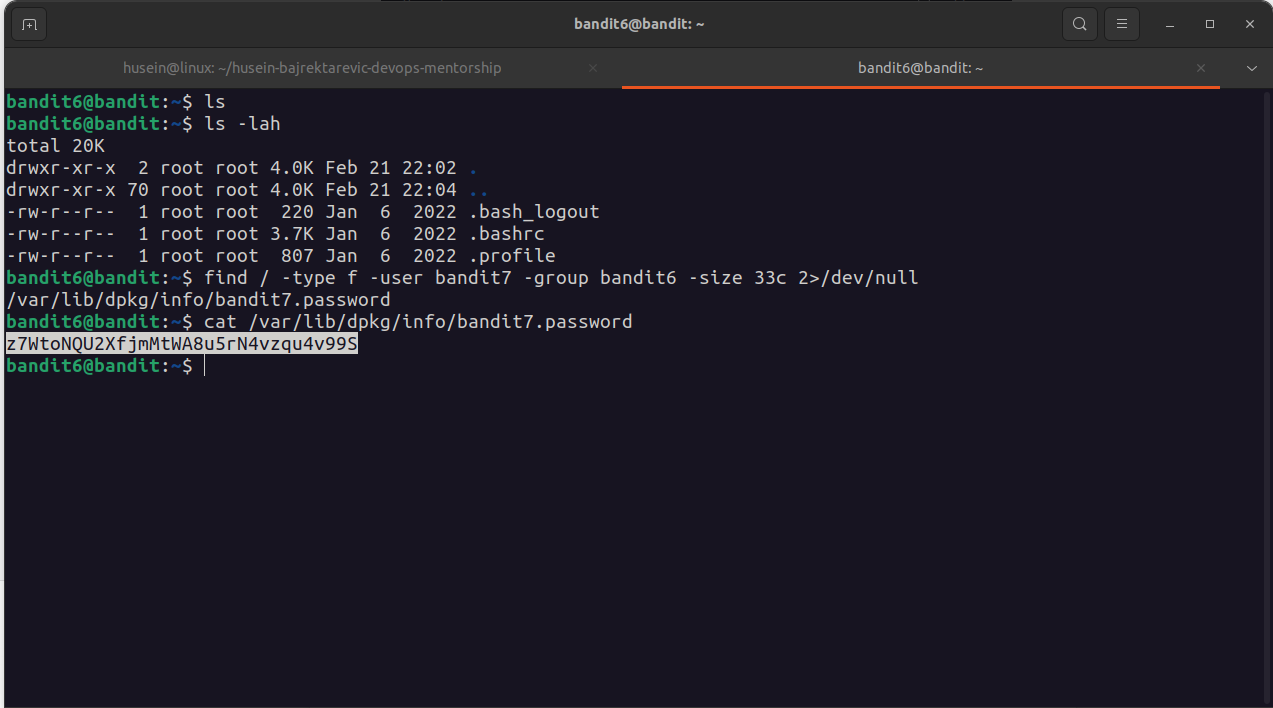 bandit6@bandit: ~
husein@linux: ~/husein-bajrektarevic-devops-mentorship
bandit6@bandit: ~
bandit6@bandit:~$ ls
bandit6@bandit:~$ ls -lah
total 20K
drwxr-xr-x  2 root root 4.0K Feb 21 22:02 .
drwxr-xr-x 70 root root 4.0K Feb 21 22:04 ..
-rw-r--r--  1 root root  220 Jan  6  2022 .bash_logout
-rw-r--r--  1 root root 3.7K Jan  6  2022 .bashrc
-rw-r--r--  1 root root  807 Jan  6  2022 .profile
bandit6@bandit:~$ find / -type f -user bandit7 -group bandit6 -size 33c 2>/dev/null
/var/lib/dpkg/info/bandit7.password
bandit6@bandit:~$ cat /var/lib/dpkg/info/bandit7.password
z7WtoNQU2XfjmMtWA8u5rN4vzqu4v99S
bandit6@bandit:~$